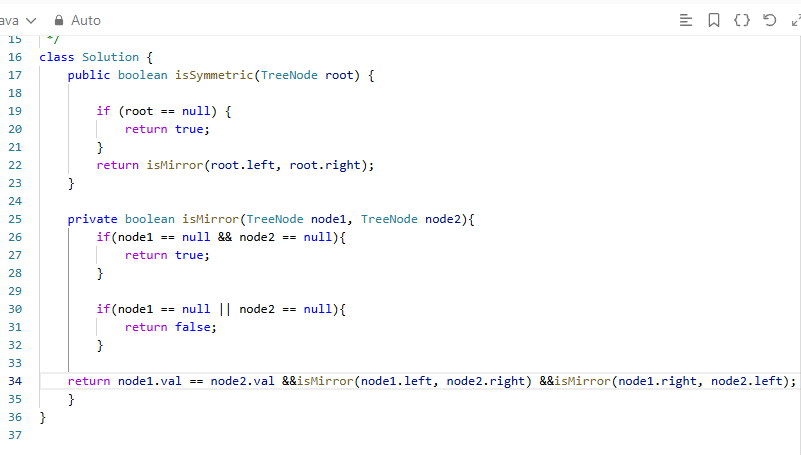 ava Auto
15 */
16 class Solution {
17     public boolean isSymmetric(TreeNode root) {
18
19         if (root == null) {
20             return true;
21         }
22         return isMirror(root.left, root.right);
23     }
24
25     private boolean isMirror(TreeNode node1, TreeNode node2){
26         if(node1 == null && node2 == null){
27             return true;
28         }
29
30         if(node1 == null || node2 == null){
31             return false;
32         }
33
34     return node1.val == node2.val &&isMirror(node1.left, node2.right) &&isMirror(node1.right, node2.left);
35     }
36 }
37